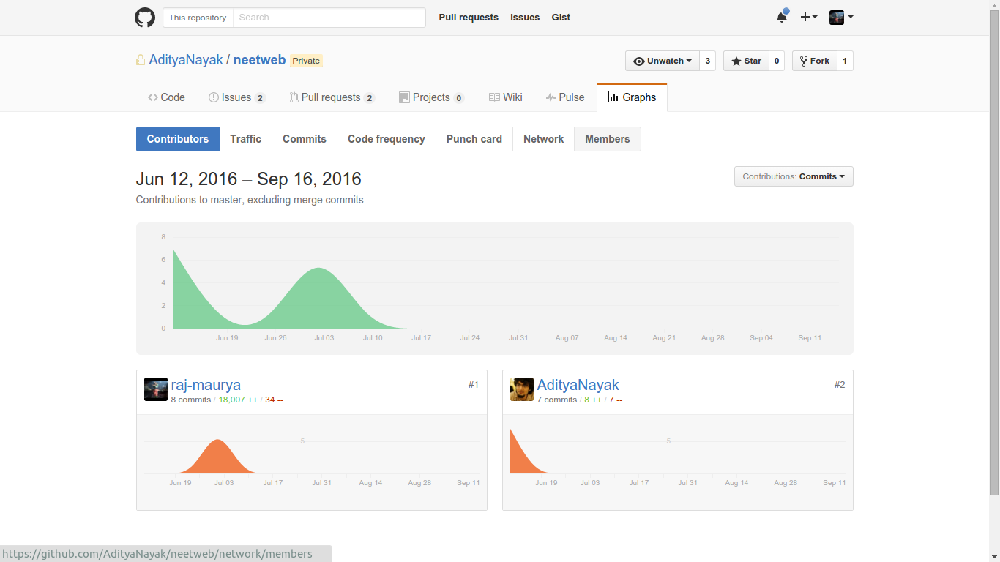 This repository Search Pull requests Issues Gist
AdityaNayak / neetweb Private Unwatch 3 Star 0 Fork 1
Code Issues 2 Pull requests 2 Projects 0 Wiki Pulse Graphs
Contributors Traffic Commits Code frequency Punch card Network Members
Jun 12, 2016 – Sep 16, 2016
Contributions: Commits
Contributions to master, excluding merge commits
8
6
4
2
0
Jun 19 Jun 26 Jul 03 Jul 10 Jul 17 Jul 24 Jul 31 Aug 07 Aug 14 Aug 21 Aug 28 Sep 04 Sep 11
raj-maurya #1
8 commits / 18,007 ++ / 34 --
5
Jun 19 Jul 03 Jul 17 Jul 31 Aug 14 Aug 28 Sep 11
AdityaNayak #2
7 commits / 8 ++ / 7 --
5
Jun 19 Jul 03 Jul 17 Jul 31 Aug 14 Aug 28 Sep 11
https://github.com/AdityaNayak/neetweb/network/members